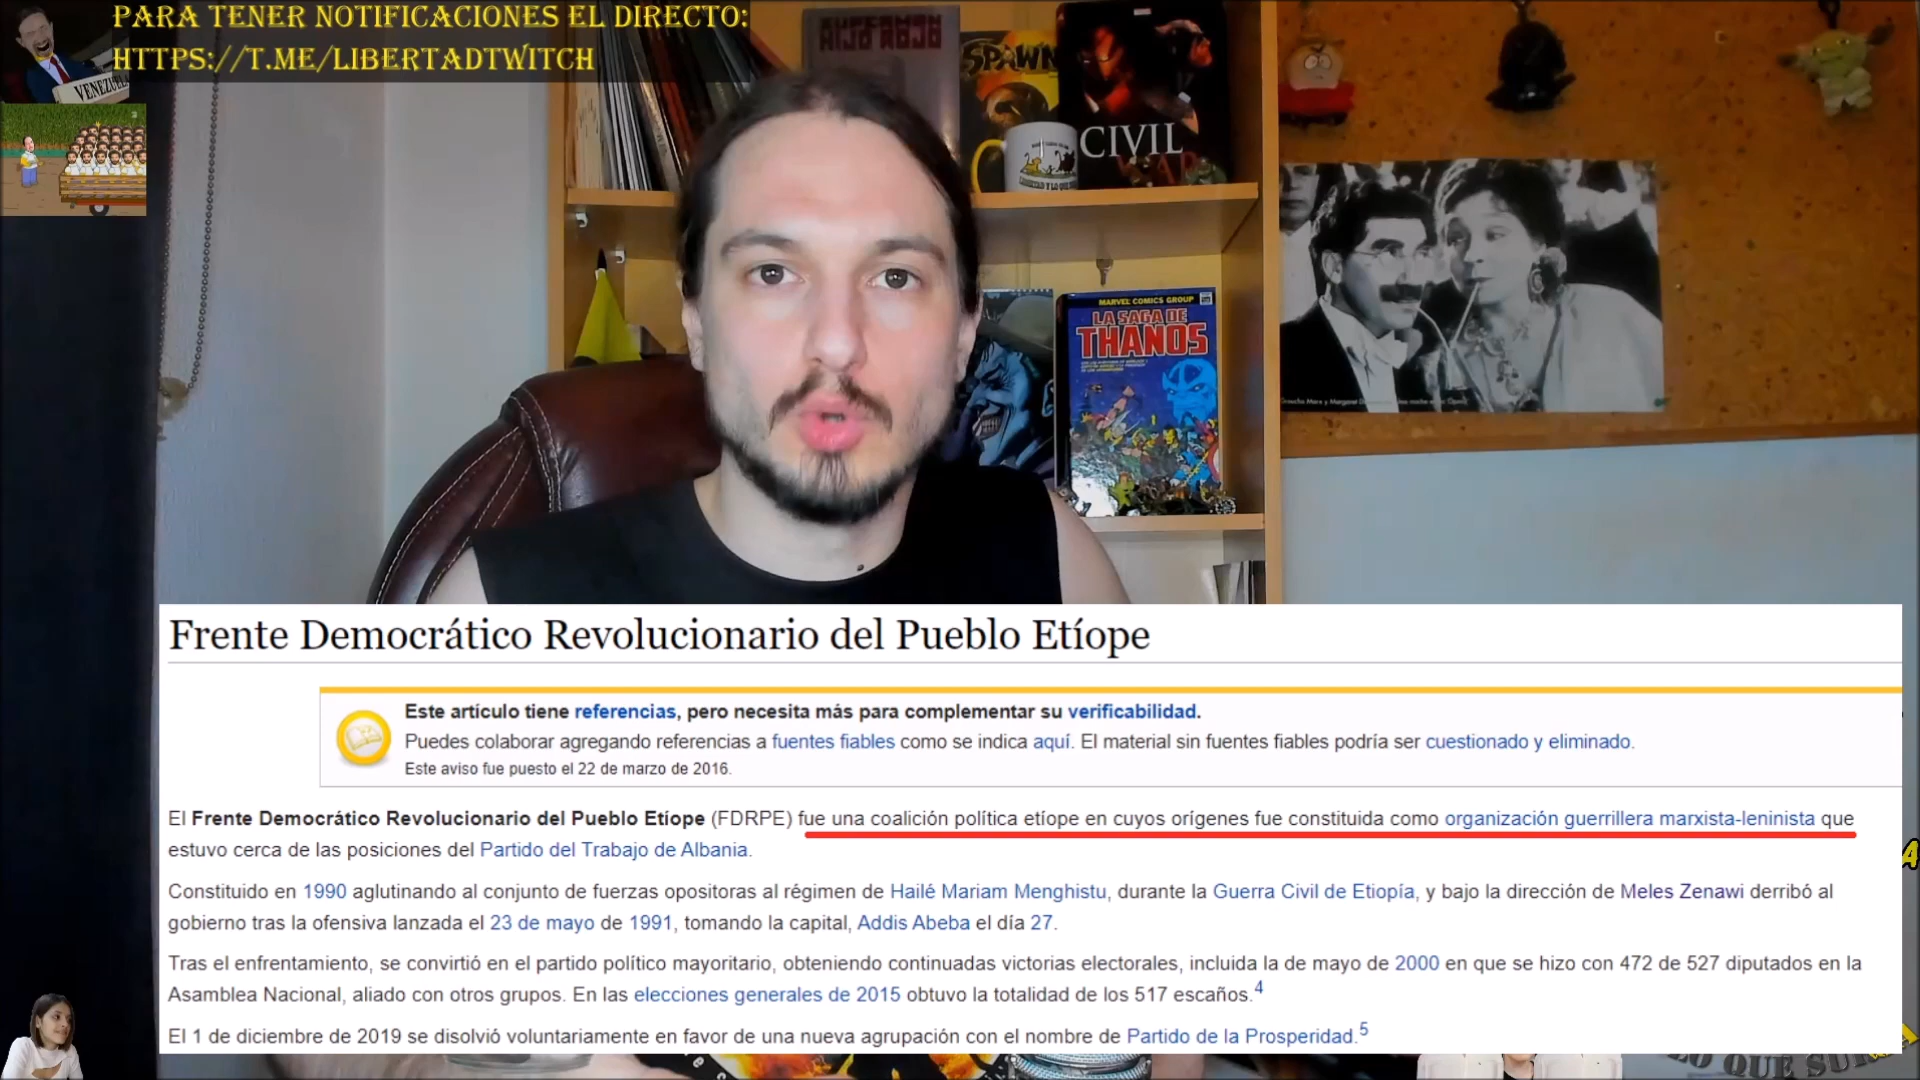 PARA TENER NOTIFICACIONES EL DIRECTO:
HTTPS://T.ME/LIBERTADTWITCH
VENEZUELA
SPAWN
CIVIL
MARVEL COMICS GROUP
LA SAGA DE
THANOS
Frente Democrático Revolucionario del Pueblo Etíope
Este artículo tiene referencias, pero necesita más para complementar su verificabilidad.
Puedes colaborar agregando referencias a fuentes fiables como se indica aquí. El material sin fuentes fiables podría ser cuestionado y eliminado.
Este aviso fue puesto el 22 de marzo de 2016.
El Frente Democrático Revolucionario del Pueblo Etíope (FDRPE) fue una coalición política etíope en cuyos orígenes fue constituida como organización guerrillera marxista-leninista que
estuvo cerca de las posiciones del Partido del Trabajo de Albania.
Constituido en 1990 aglutinando al conjunto de fuerzas opositoras al régimen de Hailé Mariam Menghistu, durante la Guerra Civil de Etiopía, y bajo la dirección de Meles Zenawi derribó al
gobierno tras la ofensiva lanzada el 23 de mayo de 1991, tomando la capital, Addis Abeba el día 27.
Tras el enfrentamiento, se convirtió en el partido político mayoritario, obteniendo continuadas victorias electorales, incluida la de mayo de 2000 en que se hizo con 472 de 527 diputados en la
Asamblea Nacional, aliado con otros grupos. En las elecciones generales de 2015 obtuvo la totalidad de los 517 escaños.4
El 1 de diciembre de 2019 se disolvió voluntariamente en favor de una nueva agrupación con el nombre de Partido de la Prosperidad.5
LO QUE